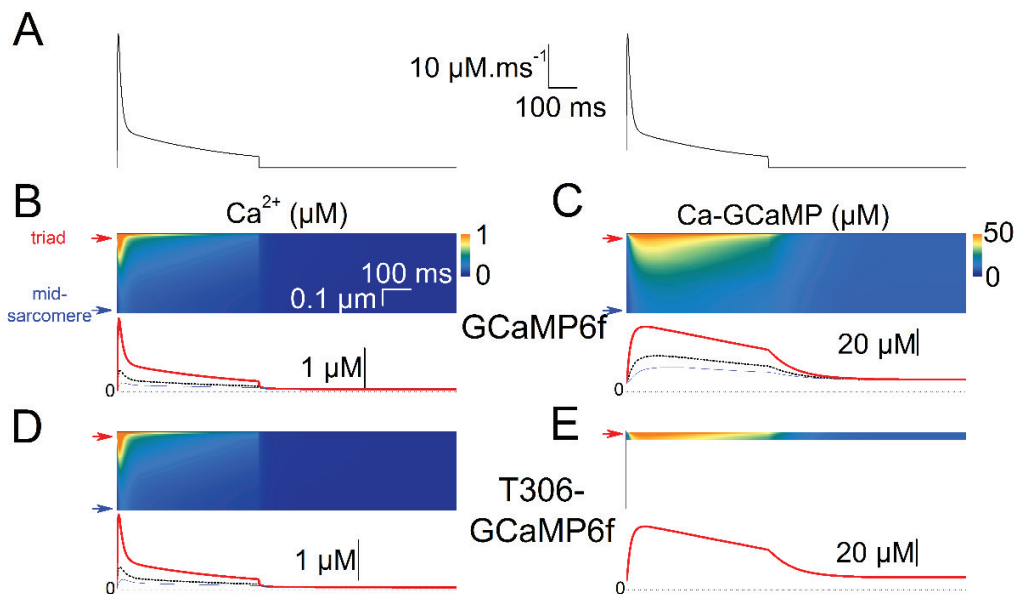 A
10 µM.ms-1
100 ms
B
Ca2+ (µM)
C
Ca-GCaMP (µM)
triad
1
0
50
0
100 ms
0.1 µm
mid-
sarcomere
GCaMP6f
1 µM
20 µM
0
0
D
E
T306-
GCaMP6f
1 µM
20 µM
0
0